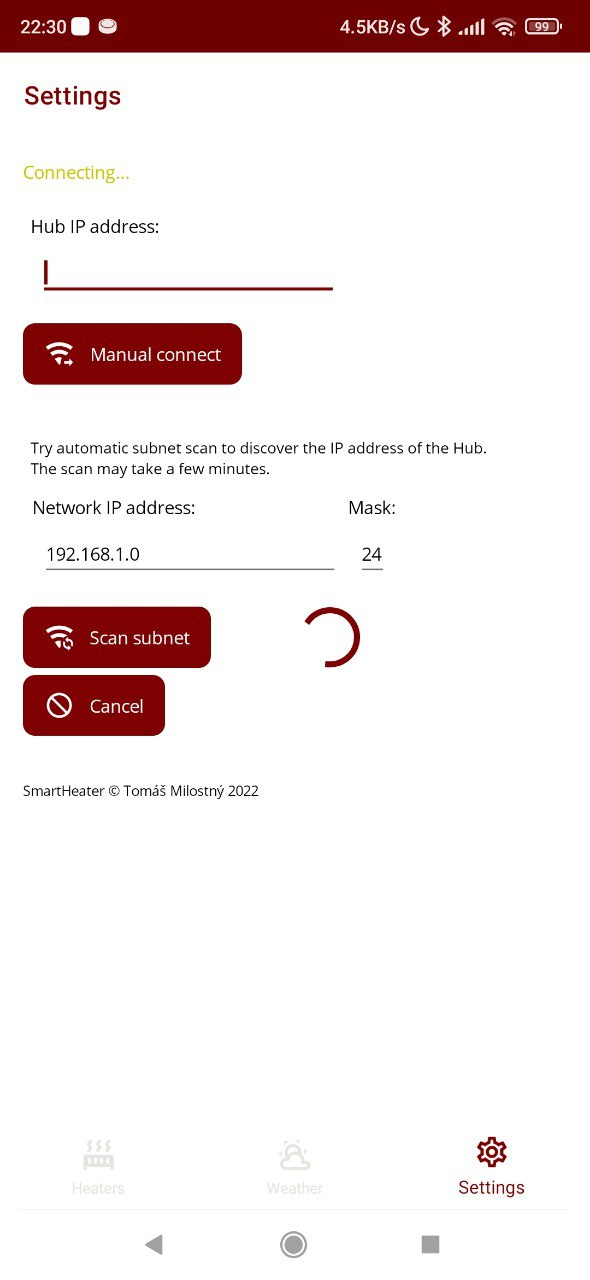 22:30 4.5KB/s 99
Settings
Connecting...
Hub IP address:
Manual connect
Try automatic subnet scan to discover the IP address of the Hub.
The scan may take a few minutes.
Network IP address: Mask:
192.168.1.0 24
Scan subnet
Cancel
SmartHeater © Tomáš Milostný 2022
Heaters Weather Settings